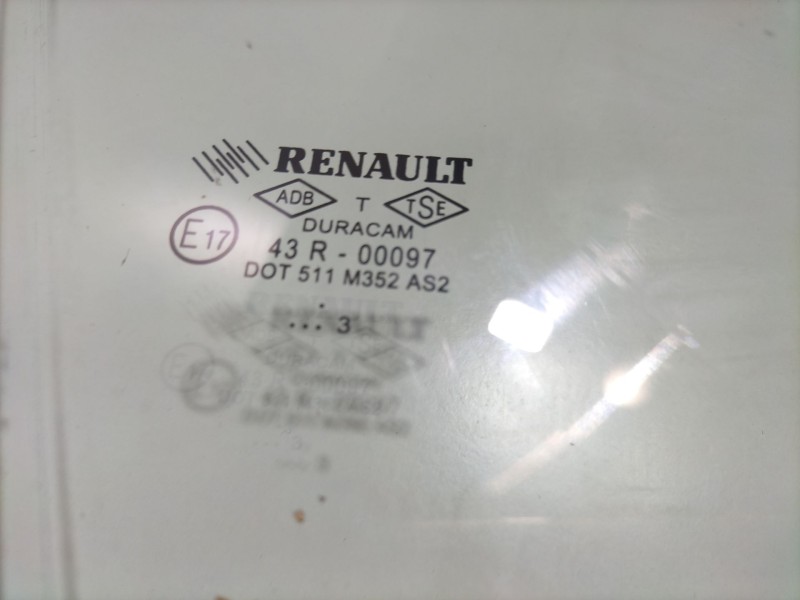 RENAULT
ADB T TSE
DURACAM
E17
43 R - 00097
DOT 511 M352 AS2
.
... 3